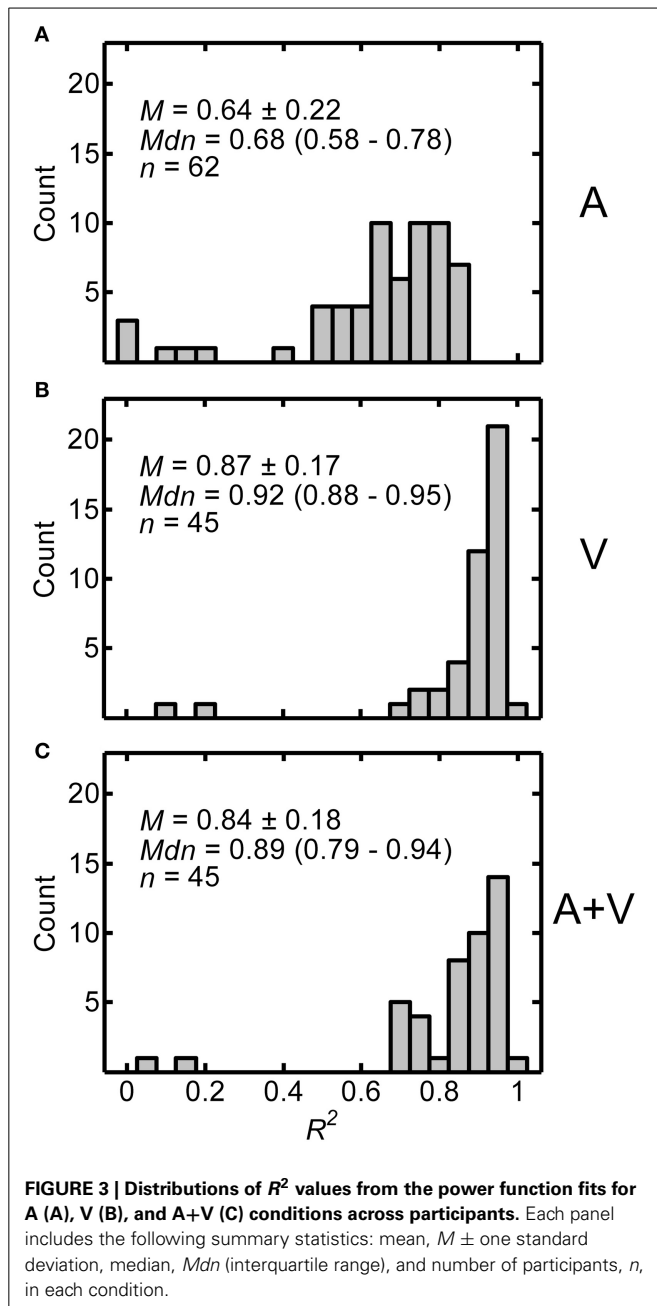 A
20
15
10
5
Count
M = 0.64 ± 0.22
Mdn = 0.68 (0.58 - 0.78)
n = 62
A
B
20
15
10
5
Count
M = 0.87 ± 0.17
Mdn = 0.92 (0.88 - 0.95)
n = 45
V
C
20
15
10
5
Count
M = 0.84 ± 0.18
Mdn = 0.89 (0.79 - 0.94)
n = 45
A+V
0 0.2 0.4 0.6 0.8 1
R²
FIGURE 3 | Distributions of R² values from the power function fits for
A (A), V (B), and A+V (C) conditions across participants. Each panel
includes the following summary statistics: mean, M ± one standard
deviation, median, Mdn (interquartile range), and number of participants, n,
in each condition.